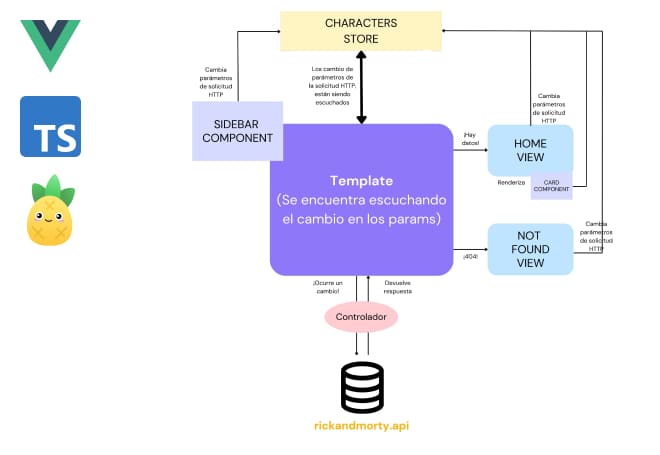 CHARACTERS
STORE
Cambia
parámetros
de solicitud
HTTP
Los cambio de
parámetros de
la solicitud HTTP,
están siendo
escuchados
TS
SIDEBAR
COMPONENT
Cambia
parámetros
de solicitud
HTTP
¡Hay
datos!
HOME
VIEW
Template
(Se encuentra escuchando
el cambio en los params)
Renderiza
CARD
COMPONENT
Cambia
parámetros
de solicitud
HTTP
NOT
FOUND
VIEW
¡404!
¡Ocurre un
cambio!
Devuelve
respuesta
Controlador
rickandmorty.api